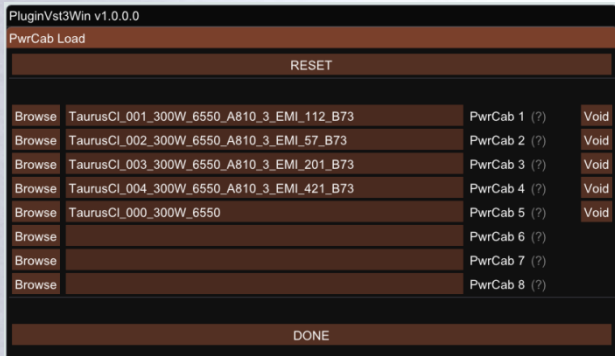 PluginVst3Win v1.0.0.0
PwrCab Load
RESET
Browse TaurusCl_001_300W_6550_A810_3_EMI_112_B73 PwrCab 1 (?) Void
Browse TaurusCl_002_300W_6550_A810_3_EMI_57_B73 PwrCab 2 (?) Void
Browse TaurusCl_003_300W_6550_A810_3_EMI_201_B73 PwrCab 3 (?) Void
Browse TaurusCl_004_300W_6550_A810_3_EMI_421_B73 PwrCab 4 (?) Void
Browse TaurusCl_000_300W_6550 PwrCab 5 (?) Void
Browse PwrCab 6 (?)
Browse PwrCab 7 (?)
Browse PwrCab 8 (?)
DONE